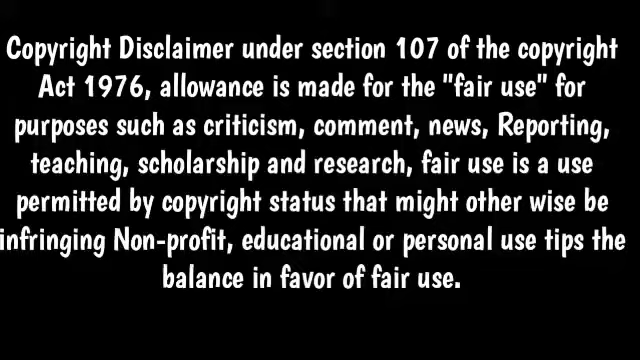 Copyright Disclaimer under section 107 of the copyright
Act 1976, allowance is made for the "fair use" for
purposes such as criticism, comment, news, Reporting,
teaching, scholarship and research, fair use is a use
permitted by copyright status that might other wise be
infringing Non-profit, educational or personal use tips the
balance in favor of fair use.